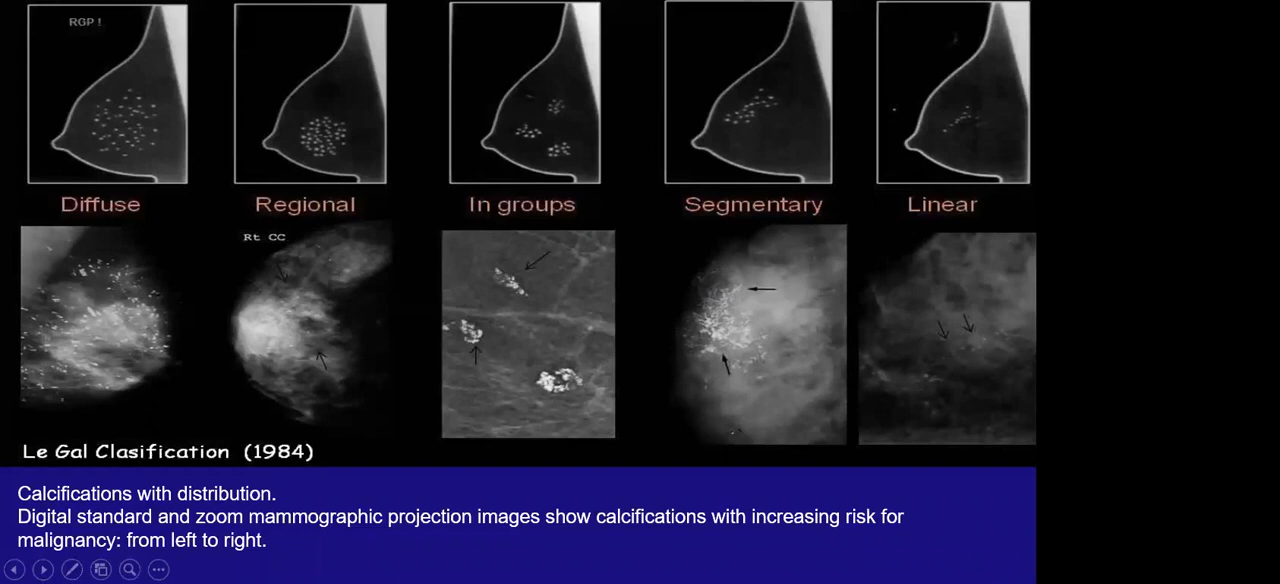 RGP !
Diffuse
Regional
In groups
Segmentary
Linear
Rt CC
Le Gal Clasification (1984)
Calcifications with distribution.
Digital standard and zoom mammographic projection images show calcifications with increasing risk for
malignancy: from left to right.